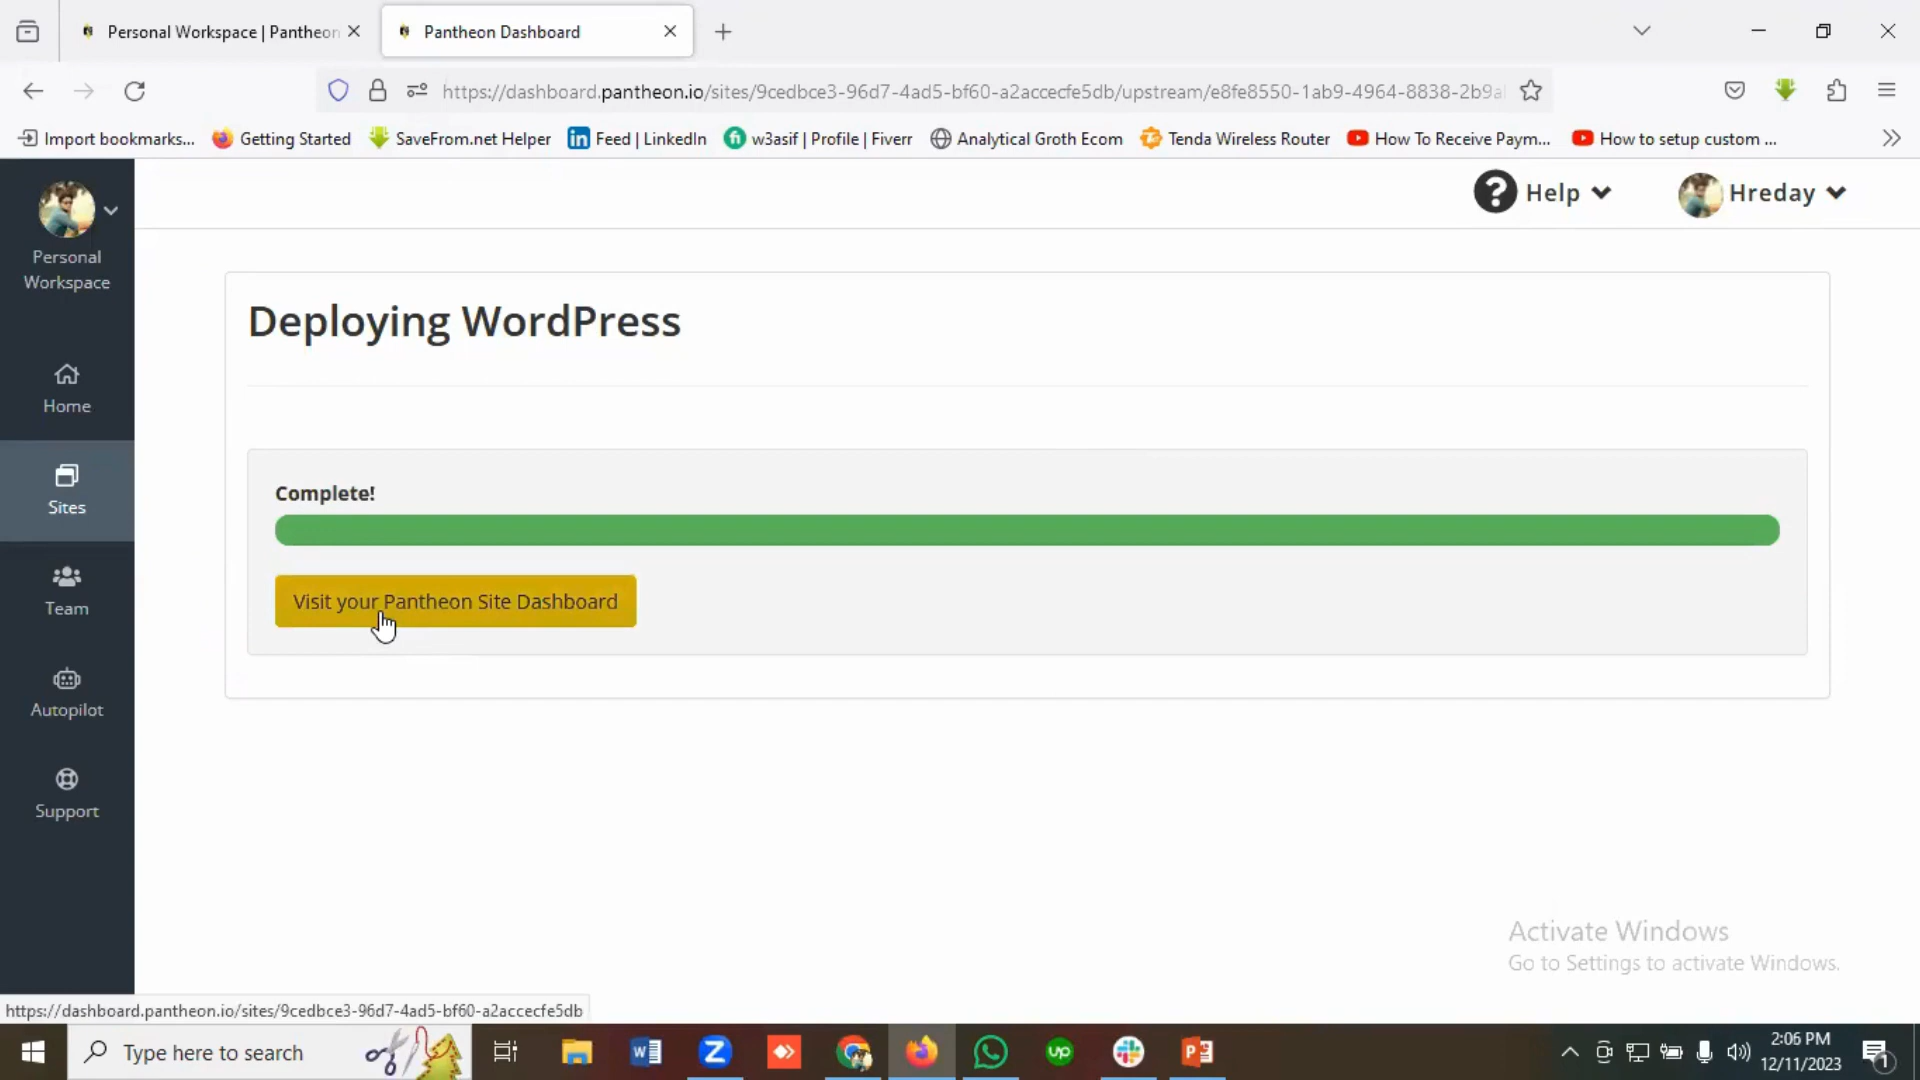 Personal Workspace | Pantheon
Pantheon Dashboard
https://dashboard.pantheon.io/sites/9cedbce3-96d7-4ad5-bf60-a2accecfe5db/upstream/e8fe8550-1ab9-4964-8838-2b9a
Import bookmarks...
Getting Started
SaveFrom.net Helper
Feed | LinkedIn
w3asif | Profile | Fiverr
Analytical Groth Ecom
Tenda Wireless Router
How To Receive Paym...
How to setup custom ...
Personal
Workspace
Help
Hreday
Home
Sites
Team
Autopilot
Support
Deploying WordPress
Complete!
Visit your Pantheon Site Dashboard
Activate Windows
Go to Settings to activate Windows.
https://dashboard.pantheon.io/sites/9cedbce3-96d7-4ad5-bf60-a2accecfe5db
Type here to search
2:06 PM
12/11/2023
1